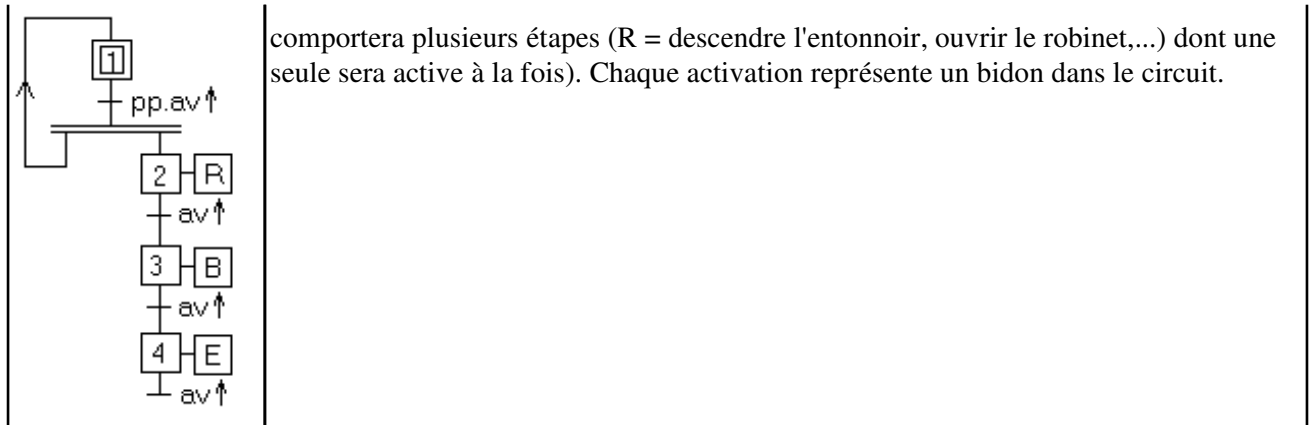 1
pp.av↑
2 R
av↑
3 B
av↑
4 E
av↑
comportera plusieurs étapes (R = descendre l'entonnoir, ouvrir le robinet,...) dont une
seule sera active à la fois). Chaque activation représente un bidon dans le circuit.